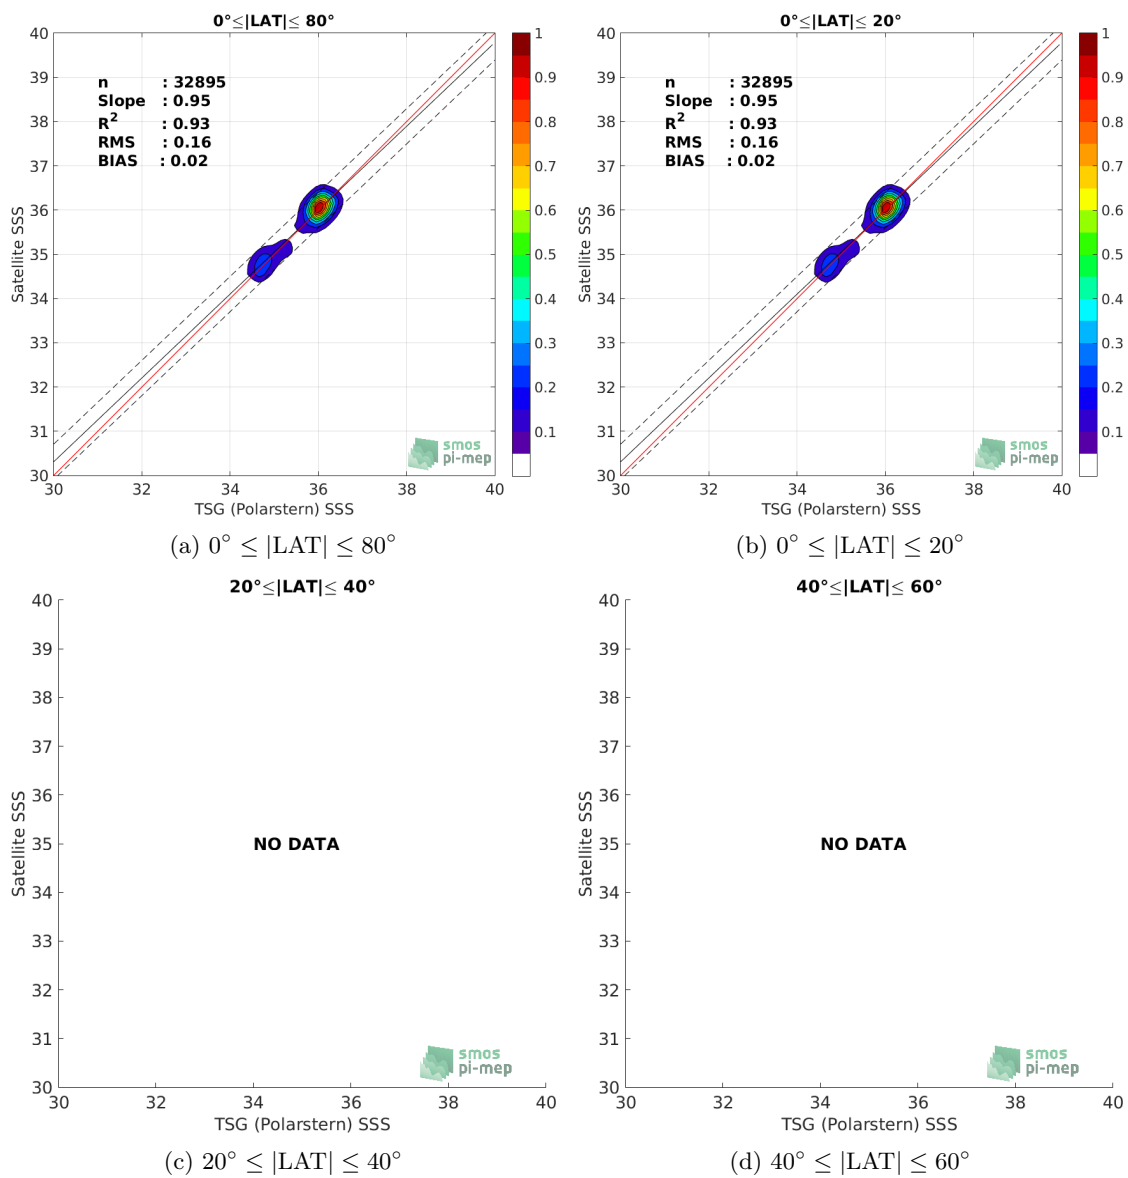 0°≤|LAT|≤ 80°
40
39
38
37
36
35
34
33
32
31
30
Satellite SSS
n : 32895
Slope : 0.95
R2 : 0.93
RMS : 0.16
BIAS : 0.02
smos
pi-mep
30 32 34 36 38 40
TSG (Polarstern) SSS
1
0.9
0.8
0.7
0.6
0.5
0.4
0.3
0.2
0.1
(a) 0° ≤ |LAT| ≤ 80°
0°≤|LAT|≤ 20°
40
39
38
37
36
35
34
33
32
31
30
Satellite SSS
n : 32895
Slope : 0.95
R2 : 0.93
RMS : 0.16
BIAS : 0.02
smos
pi-mep
30 32 34 36 38 40
TSG (Polarstern) SSS
1
0.9
0.8
0.7
0.6
0.5
0.4
0.3
0.2
0.1
(b) 0° ≤ |LAT| ≤ 20°
20°≤|LAT|≤ 40°
40
39
38
37
36
35
34
33
32
31
30
Satellite SSS
NO DATA
smos
pi-mep
30 32 34 36 38 40
TSG (Polarstern) SSS
(c) 20° ≤ |LAT| ≤ 40°
40°≤|LAT|≤ 60°
40
39
38
37
36
35
34
33
32
31
30
Satellite SSS
NO DATA
smos
pi-mep
30 32 34 36 38 40
TSG (Polarstern) SSS
(d) 40° ≤ |LAT| ≤ 60°